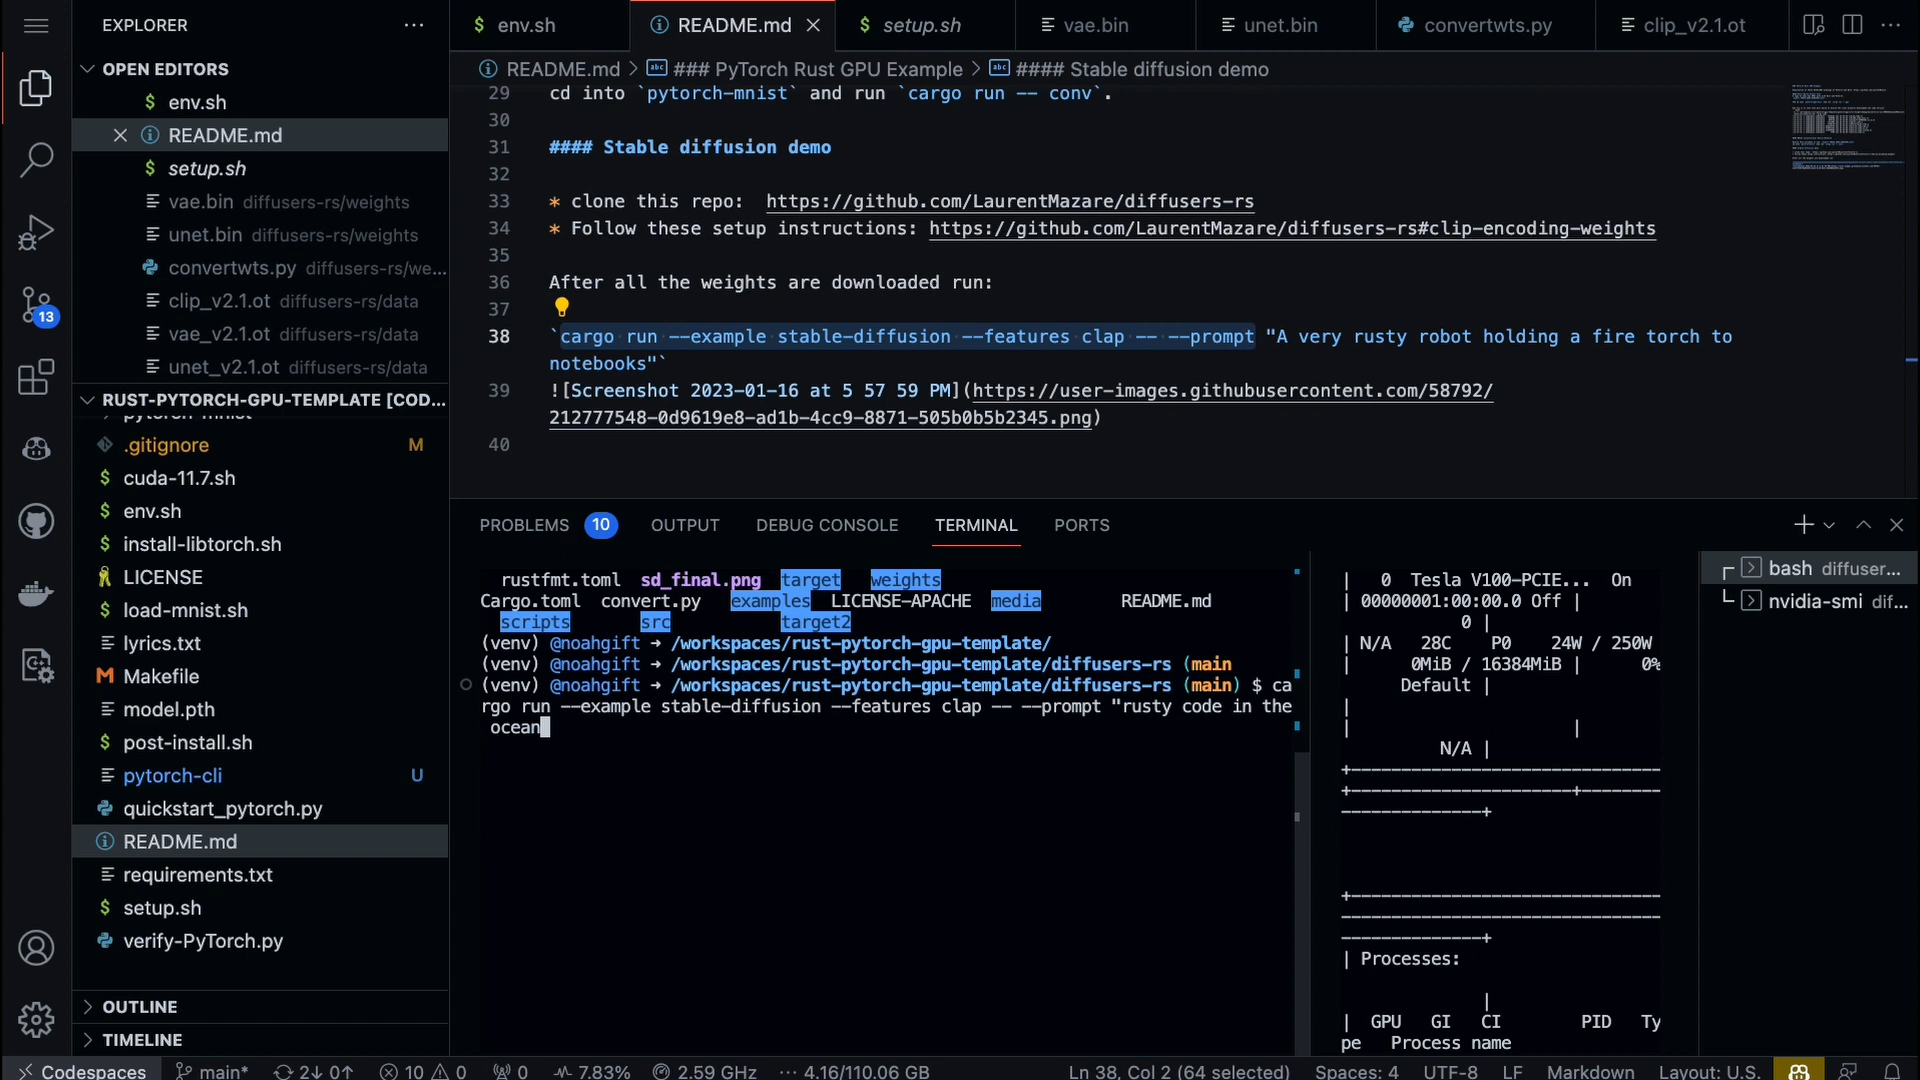 EXPLORER
OPEN EDITORS
$ env.sh
README.md
$ setup.sh
vae.bin diffusers-rs/weights
unet.bin diffusers-rs/weights
convertwts.py diffusers-rs/we...
clip_v2.1.ot diffusers-rs/data
vae_v2.1.ot diffusers-rs/data
unet_v2.1.ot diffusers-rs/data
13
RUST-PYTORCH-GPU-TEMPLATE [COD...
pytorch-mnist
.gitignore M
$ cuda-11.7.sh
$ env.sh
$ install-libtorch.sh
LICENSE
$ load-mnist.sh
lyrics.txt
Makefile
model.pth
$ post-install.sh
pytorch-cli U
quickstart_pytorch.py
README.md
requirements.txt
$ setup.sh
verify-PyTorch.py
OUTLINE
TIMELINE
$ env.sh README.md $ setup.sh vae.bin unet.bin convertwts.py clip_v2.1.ot
README.md > ### PyTorch Rust GPU Example > #### Stable diffusion demo
29 cd into `pytorch-mnist` and run `cargo run -- conv`.
30
31 #### Stable diffusion demo
32
33 * clone this repo: https://github.com/LaurentMazare/diffusers-rs
34 * Follow these setup instructions: https://github.com/LaurentMazare/diffusers-rs#clip-encoding-weights
35
36 After all the weights are downloaded run:
37
38 `cargo run --example stable-diffusion --features clap -- --prompt "A very rusty robot holding a fire torch to
notebooks"`
39 ![Screenshot 2023-01-16 at 5 57 59 PM](https://user-images.githubusercontent.com/58792/
212777548-0d9619e8-ad1b-4cc9-8871-505b0b5b2345.png)
40
PROBLEMS 10 OUTPUT DEBUG CONSOLE TERMINAL PORTS
rustfmt.toml sd_final.png target weights
Cargo.toml convert.py examples LICENSE-APACHE media README.md
scripts src target2
(venv) @noahgift → /workspaces/rust-pytorch-gpu-template/
(venv) @noahgift → /workspaces/rust-pytorch-gpu-template/diffusers-rs (main
(venv) @noahgift → /workspaces/rust-pytorch-gpu-template/diffusers-rs (main) $ ca
rgo run --example stable-diffusion --features clap -- --prompt "rusty code in the
ocean
| 0 Tesla V100-PCIE... On
| 00000001:00:00.0 Off |
0 |
| N/A 28C P0 24W / 250W
| 0MiB / 16384MiB | 0%
Default |
|
| |
N/A |
+-------------------------------
+----------------------+--------
--------------+
+-------------------------------
--------------------------------
--------------+
| Processes:
|
| GPU GI CI PID Ty
pe Process name
bash diffuser...
nvidia-smi dif...
Codespaces main* 2↓ 0↑ 10 0 0 7.83% 2.59 GHz ··· 4.16/110.06 GB Ln 38, Col 2 (64 selected) Spaces: 4 UTF-8 LF Markdown Layout: U.S.